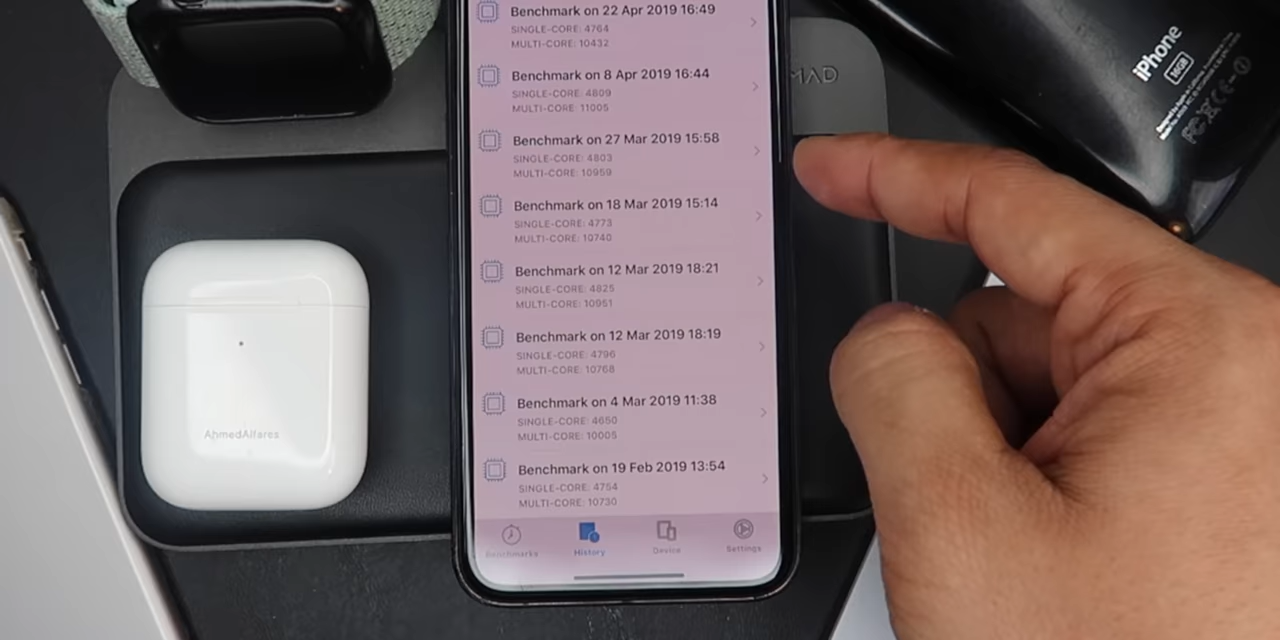 Benchmark on 22 Apr 2019 16:49
SINGLE-CORE: 4764
MULTI-CORE: 10432
Benchmark on 8 Apr 2019 16:44
SINGLE-CORE: 4809
MULTI-CORE: 11005
Benchmark on 27 Mar 2019 15:58
SINGLE-CORE: 4803
MULTI-CORE: 10959
Benchmark on 18 Mar 2019 15:14
SINGLE-CORE: 4773
MULTI-CORE: 10740
Benchmark on 12 Mar 2019 18:21
SINGLE-CORE: 4825
MULTI-CORE: 10951
Benchmark on 12 Mar 2019 18:19
SINGLE-CORE: 4796
MULTI-CORE: 10768
Benchmark on 4 Mar 2019 11:38
SINGLE-CORE: 4650
MULTI-CORE: 10005
Benchmark on 19 Feb 2019 13:54
SINGLE-CORE: 4754
MULTI-CORE: 10730
Benchmarks
History
Device
Settings
AhmedAlfares
MAD
iPhone
16GB
FC CE